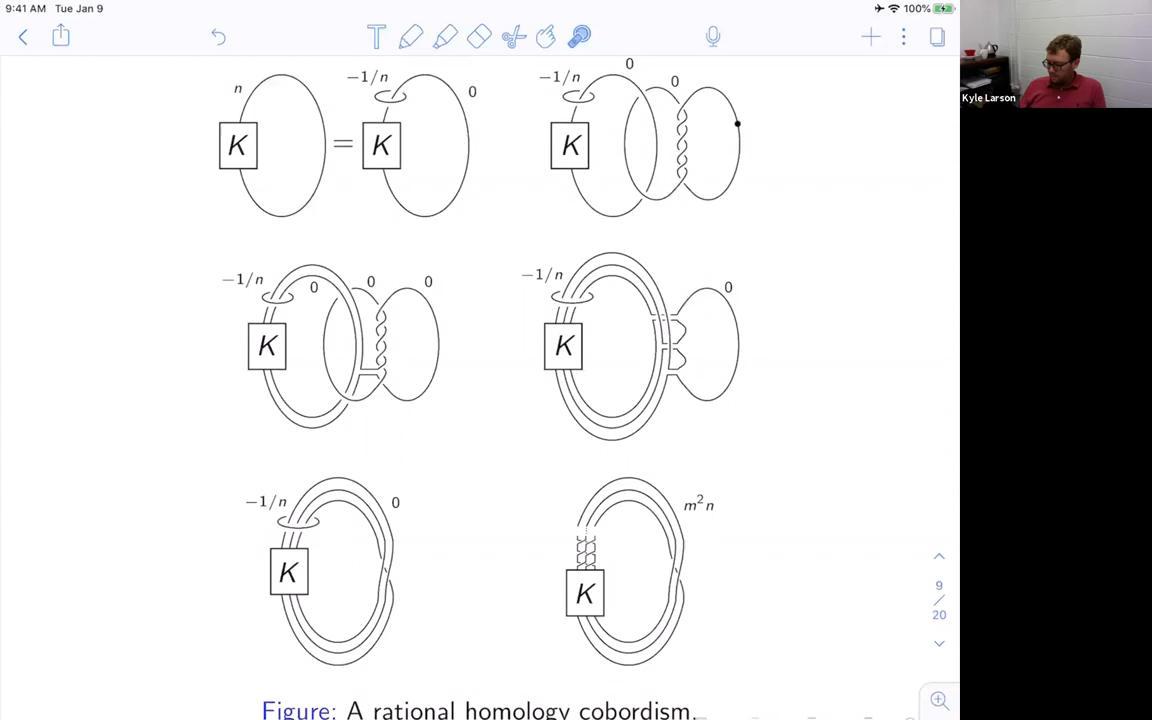 9:41 AM Tue Jan 9
100%
Kyle Larson
n
K
=
−1/n
0
K
−1/n
0
0
K
−1/n
0
0
0
K
−1/n
0
K
−1/n
0
K
m²n
K
9
/
20
Figure: A rational homology cobordism.